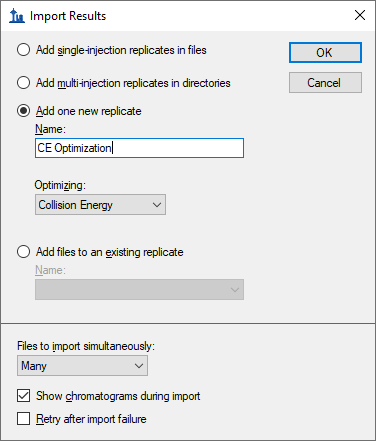 Import Results
Add single-injection replicates in files
OK
Add multi-injection replicates in directories
Cancel
Add one new replicate
Name:
CE Optimization
Optimizing:
Collision Energy
Add files to an existing replicate
Name:
Files to import simultaneously:
Many
Show chromatograms during import
Retry after import failure